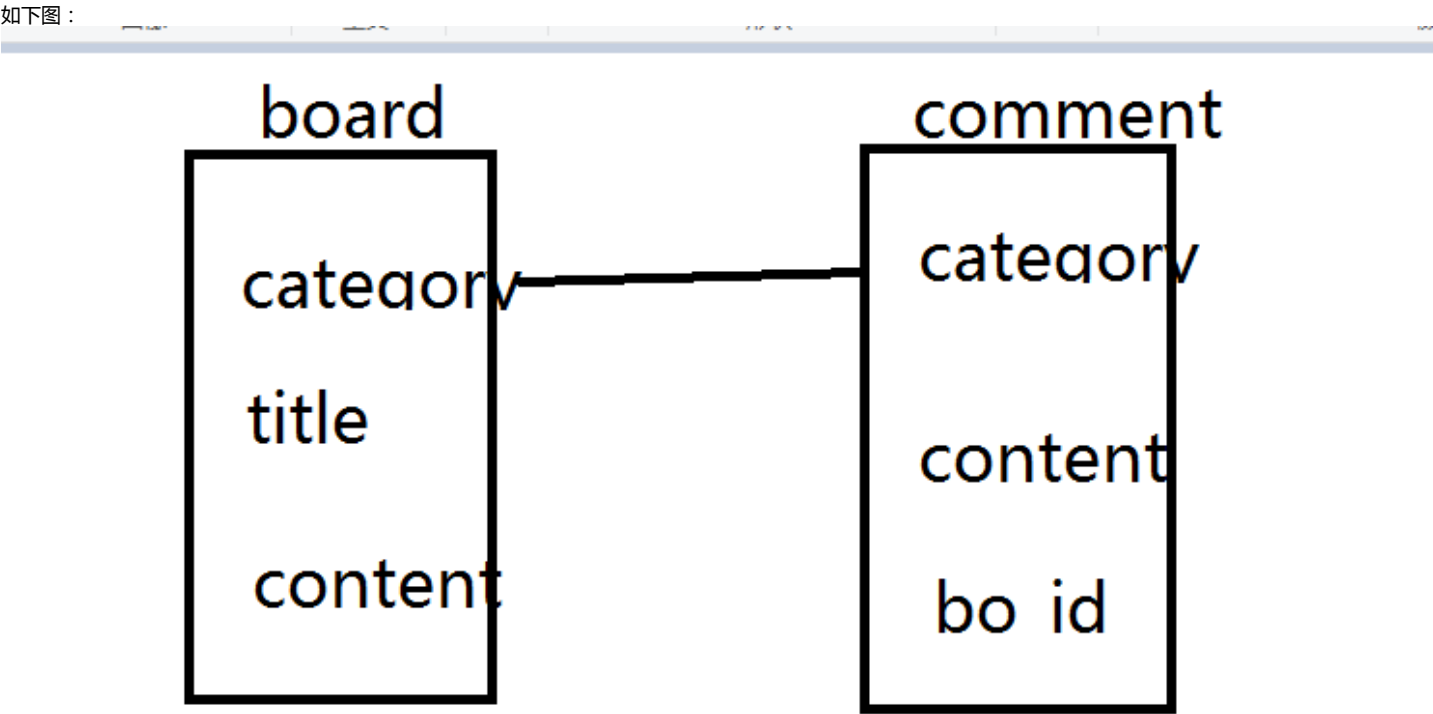 如下图：
board
comment
category
category
title
content
content
bo id